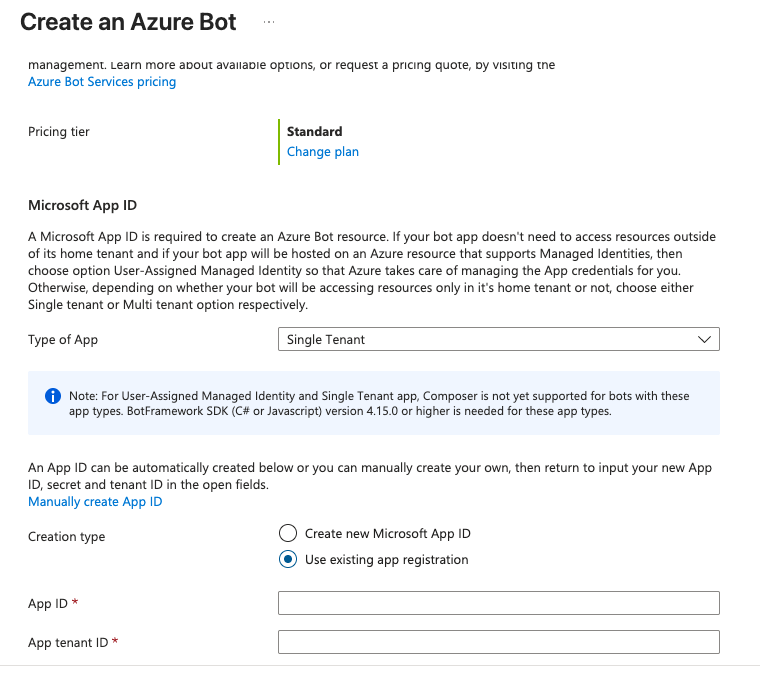 Create an Azure Bot
...
management. Learn more about available options, or request a pricing quote, by visiting the
Azure Bot Services pricing
Pricing tier
Standard
Change plan
Microsoft App ID
A Microsoft App ID is required to create an Azure Bot resource. If your bot app doesn't need to access resources outside
of its home tenant and if your bot app will be hosted on an Azure resource that supports Managed Identities, then
choose option User-Assigned Managed Identity so that Azure takes care of managing the App credentials for you.
Otherwise, depending on whether your bot will be accessing resources only in it's home tenant or not, choose either
Single tenant or Multi tenant option respectively.
Type of App
Single Tenant
Note: For User-Assigned Managed Identity and Single Tenant app, Composer is not yet supported for bots with these
app types. BotFramework SDK (C# or Javascript) version 4.15.0 or higher is needed for these app types.
An App ID can be automatically created below or you can manually create your own, then return to input your new App
ID, secret and tenant ID in the open fields.
Manually create App ID
Creation type
Create new Microsoft App ID
Use existing app registration
App ID *
App tenant ID *